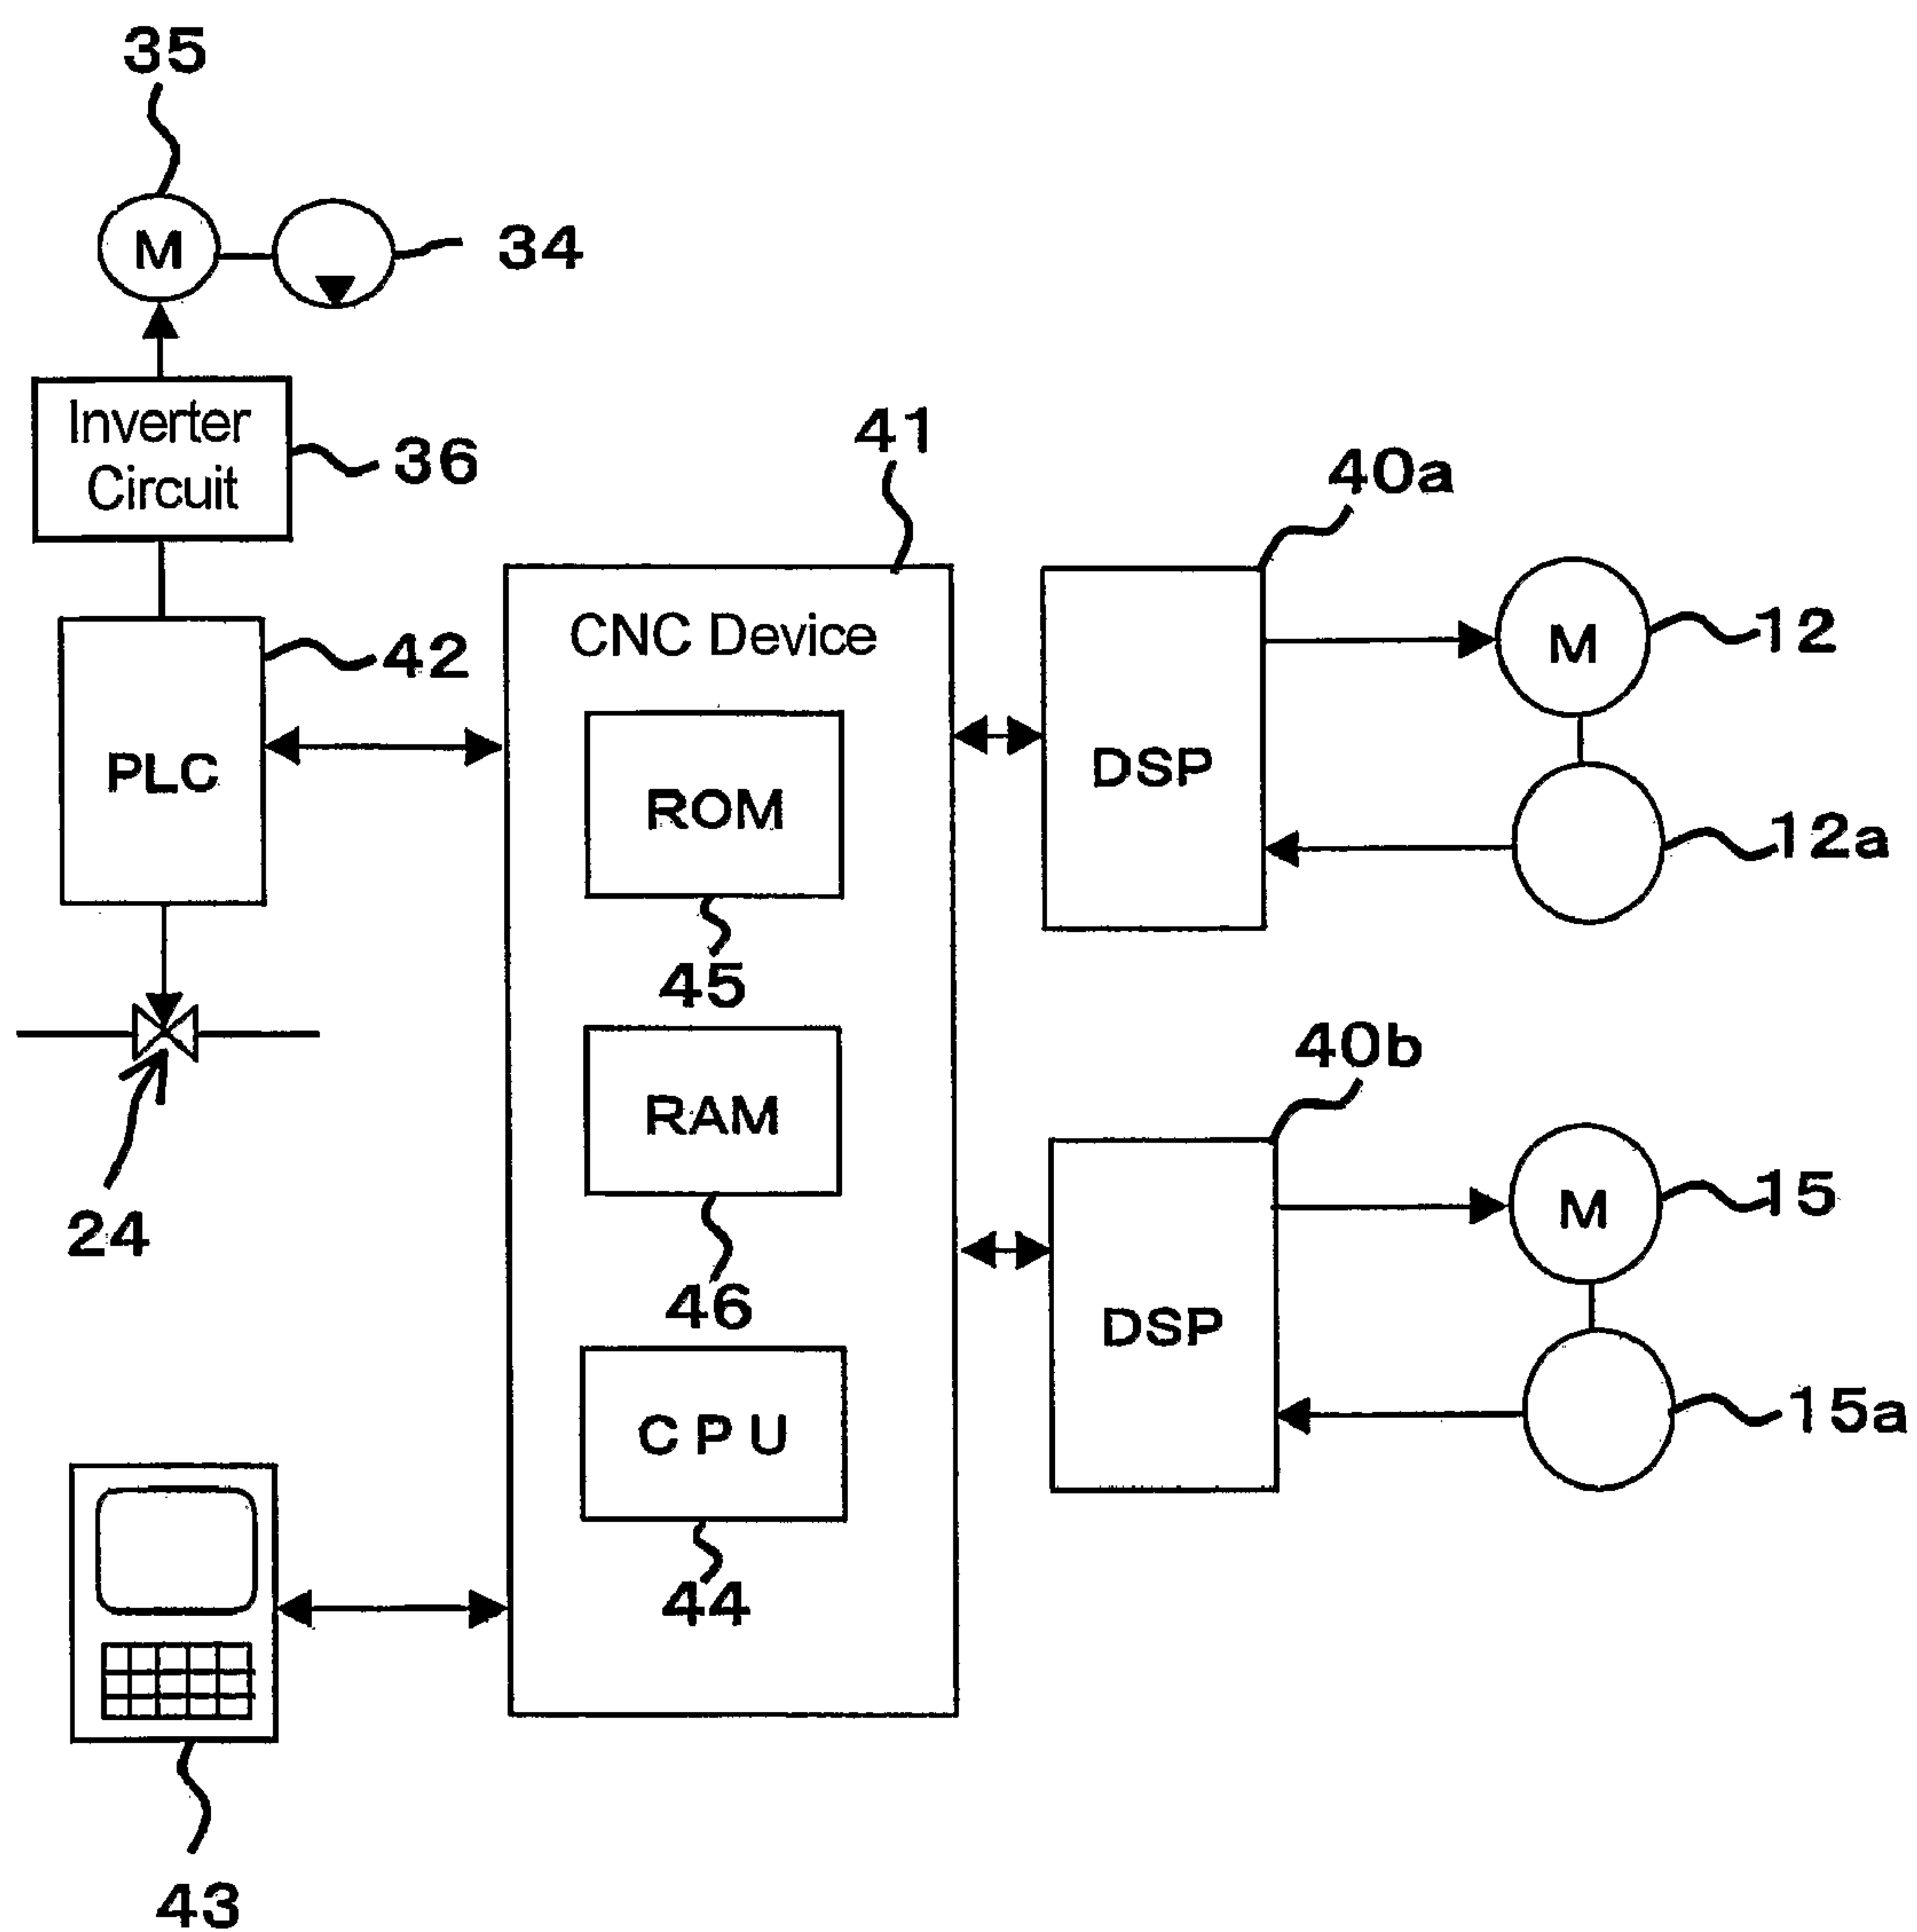 35
M
34
Inverter
Circuit
36
41
40a
42
CNC Device
M
12
PLC
ROM
DSP
12a
45
24
RAM
40b
46
M
15
DSP
CPU
15a
44
43